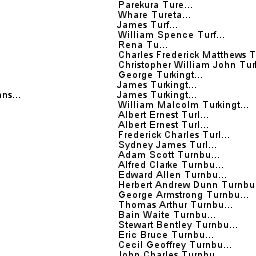 Parekura Ture...
Whare Tureta...
James Turf...
William Spence Turf...
Rena Tu...
Charles Frederick Matthews T
Christopher William John Turl
George Turkingt...
James Turkingt...
ans... James Turkingt...
William Malcolm Turkingt...
Albert Ernest Turl...
Albert Ernest Turl...
Frederick Charles Turl...
Sydney James Turl...
Adam Scott Turnbu...
Alfred Clarke Turnbu...
Edward Allen Turnbu...
Herbert Andrew Dunn Turnbu
George Armstrong Turnbu...
Thomas Arthur Turnbu...
Bain Waite Turnbu...
Stewart Bentley Turnbu...
Eric Bruce Turnbu...
Cecil Geoffrey Turnbu...
John Charles Turnbu